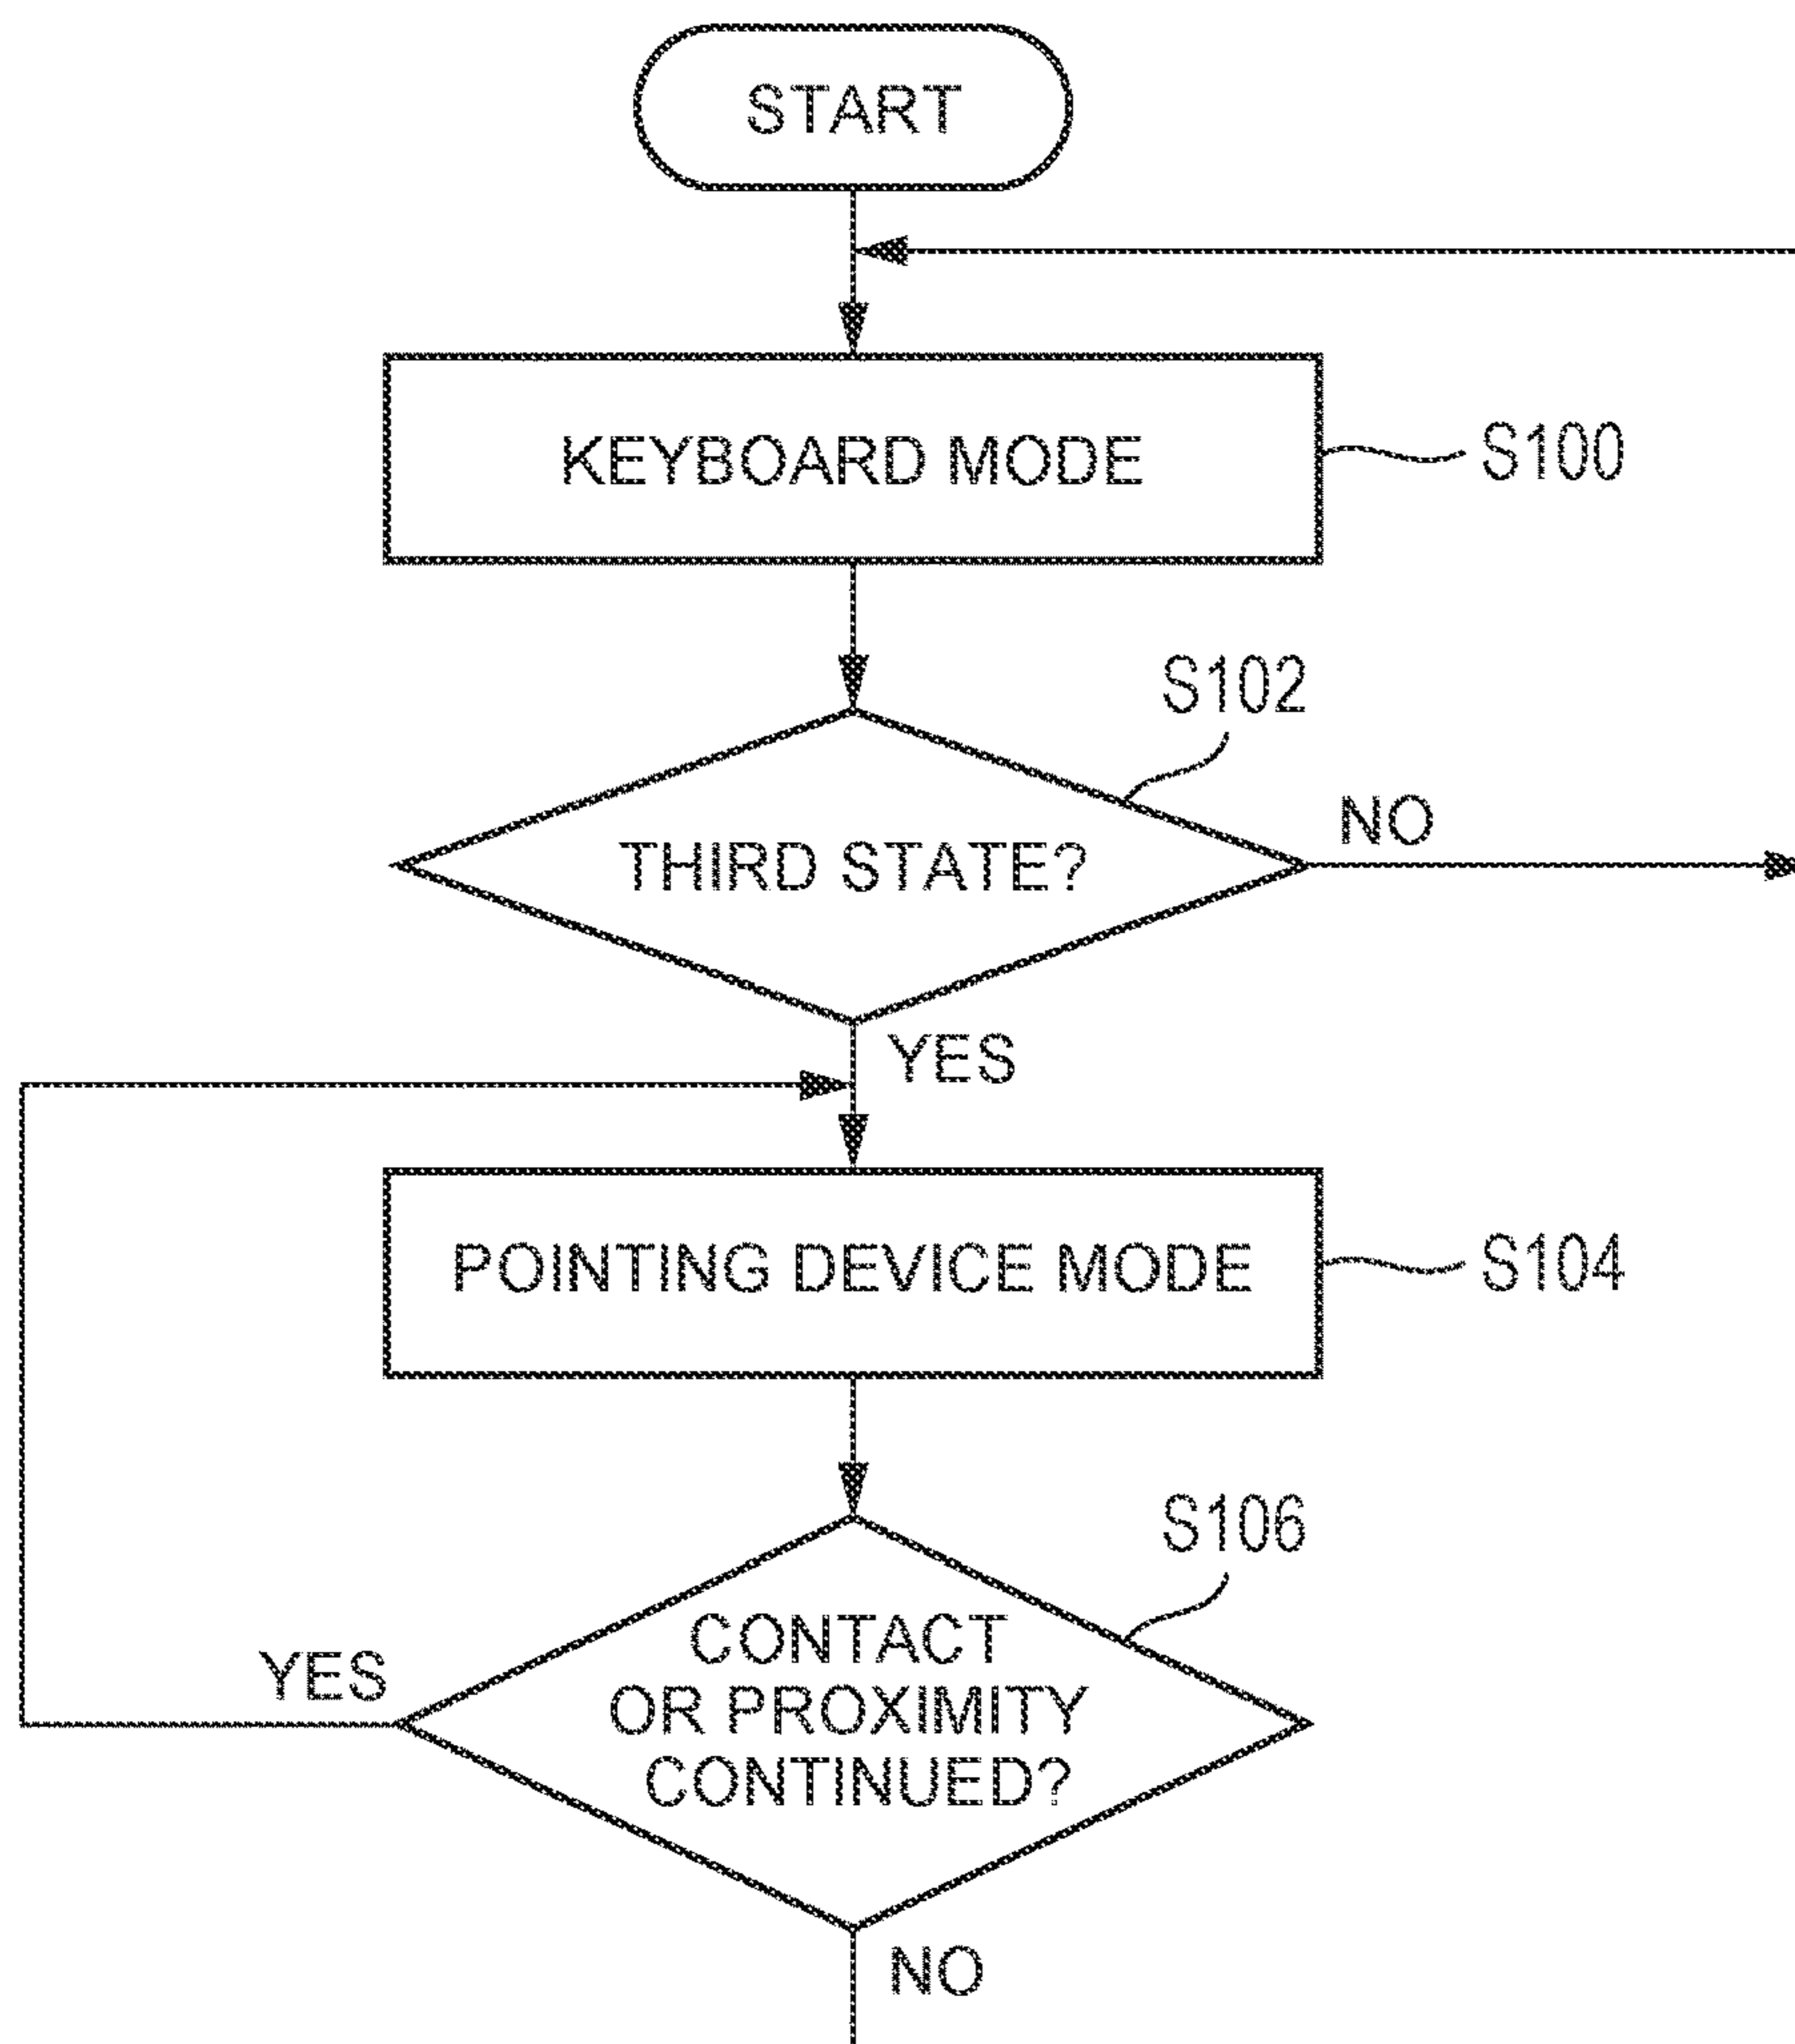 START
KEYBOARD MODE
S100
S102
THIRD STATE?
NO
YES
POINTING DEVICE MODE
S104
S106
CONTACT
OR PROXIMITY
CONTINUED?
YES
NO